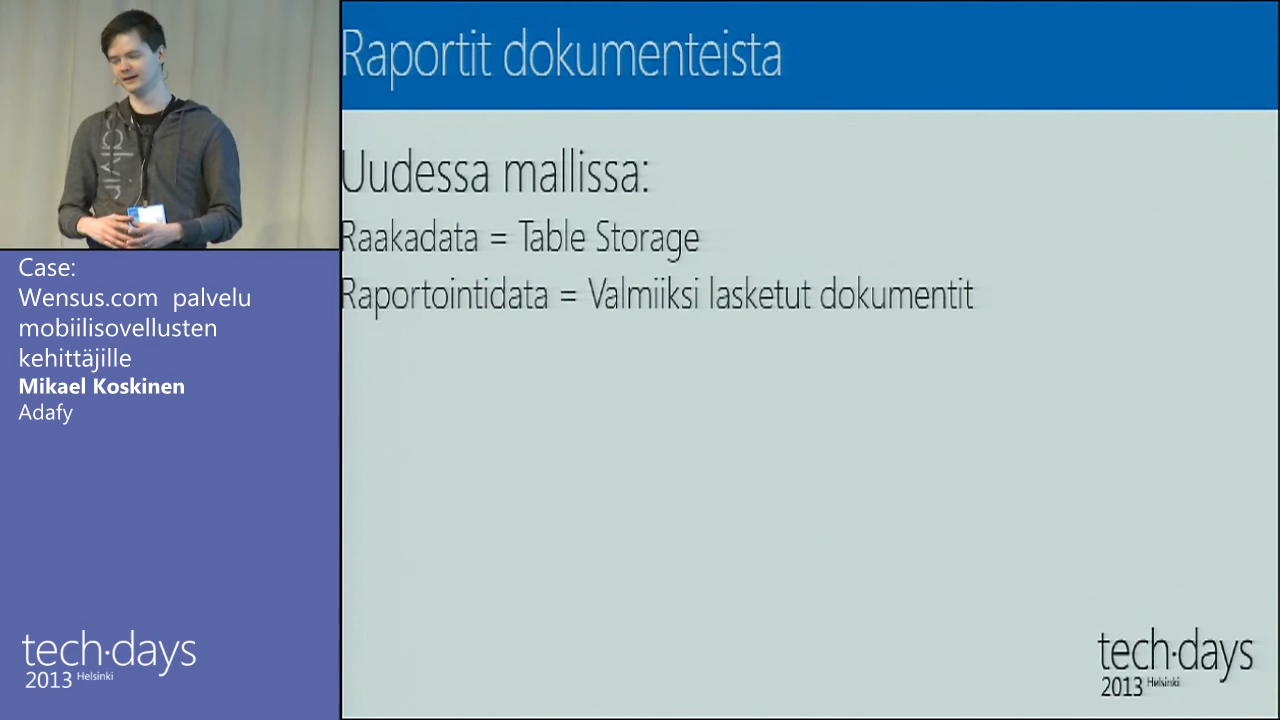 Raportit dokumenteista
Uudessa mallissa:
Raakadata = Table Storage
Raportointidata = Valmiiksi lasketut dokumentit
Case:
Wensus.com palvelu
mobiilisovellusten
kehittäjille
Mikael Koskinen
Adafy
tech·days
2013 Helsinki
tech·days
2013 Helsinki